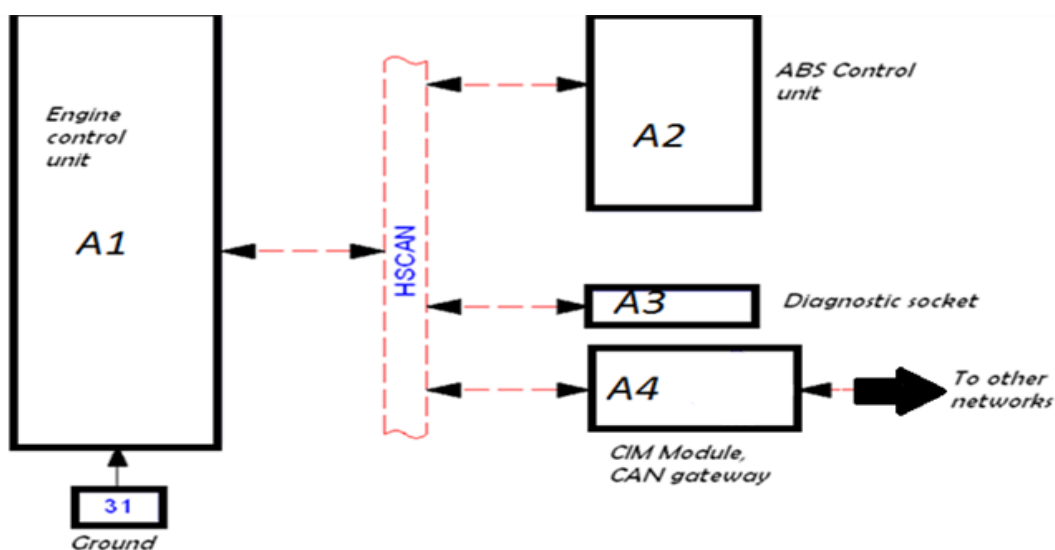 Engine
control
unit
A1
31
Ground
HSCAN
A2
ABS Control
unit
A3
Diagnostic socket
A4
To other
networks
CIM Module,
CAN gateway